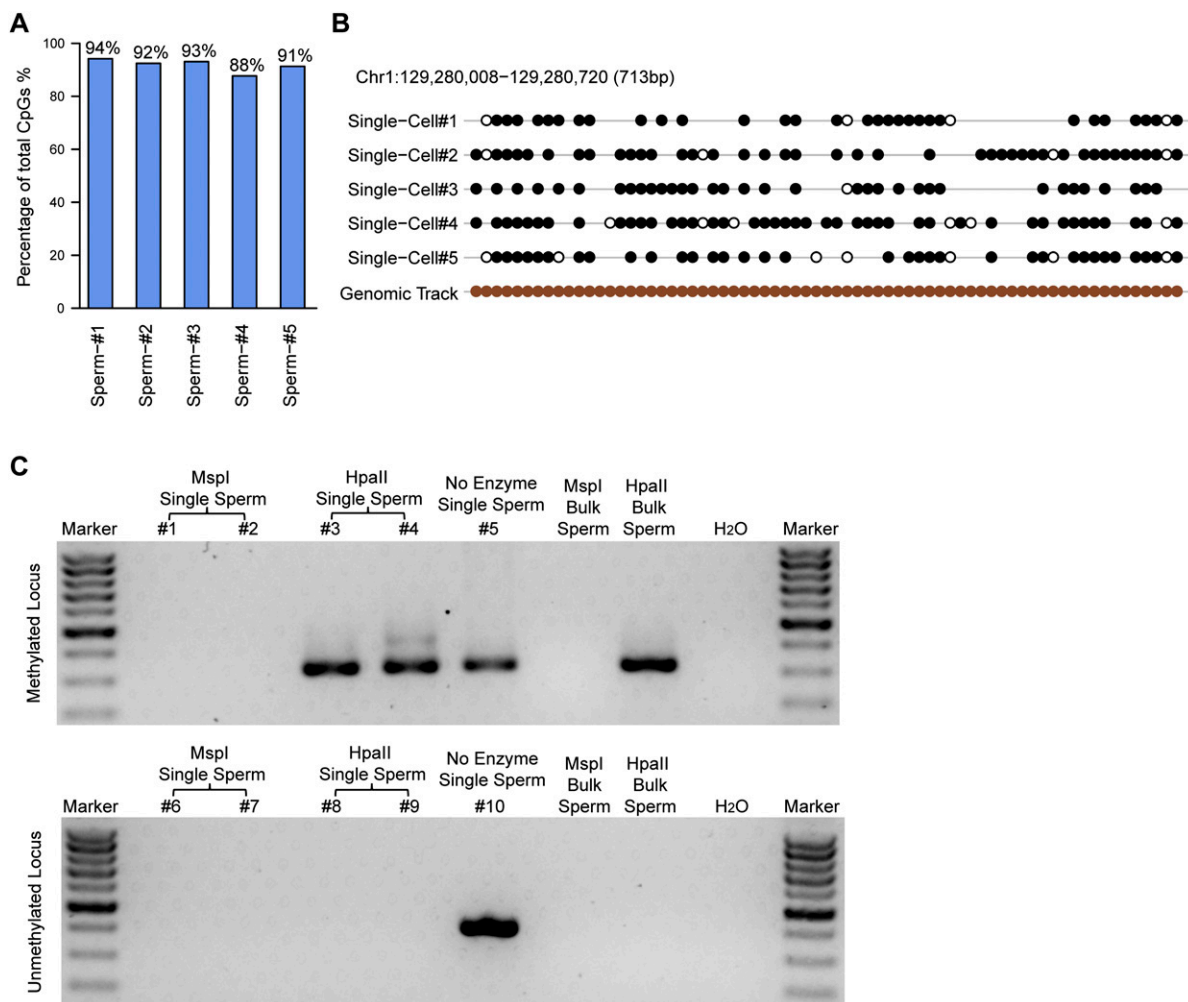 A
Percentage of total CpGs %
100
80
60
40
20
0
94%
92%
93%
88%
91%
Sperm-#1
Sperm-#2
Sperm-#3
Sperm-#4
Sperm-#5
B
Chr1:129,280,008−129,280,720 (713bp)
Single−Cell#1
Single−Cell#2
Single−Cell#3
Single−Cell#4
Single−Cell#5
Genomic Track
C
Methylated Locus
Marker
MspI
Single Sperm
#1
#2
HpaII
Single Sperm
#3
#4
No Enzyme
Single Sperm
#5
MspI
Bulk
Sperm
HpaII
Bulk
Sperm
H2O
Marker
Unmethylated Locus
Marker
MspI
Single Sperm
#6
#7
HpaII
Single Sperm
#8
#9
No Enzyme
Single Sperm
#10
MspI
Bulk
Sperm
HpaII
Bulk
Sperm
H2O
Marker